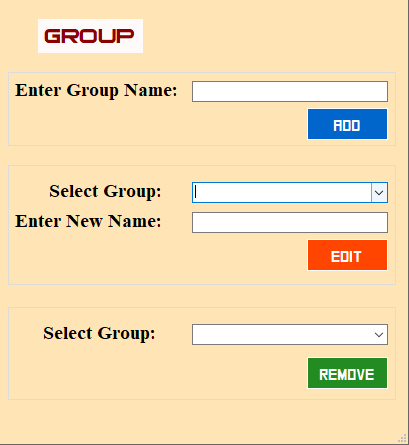 GROUP
Enter Group Name:
ADD
Select Group:
Enter New Name:
EDIT
Select Group:
REMOVE